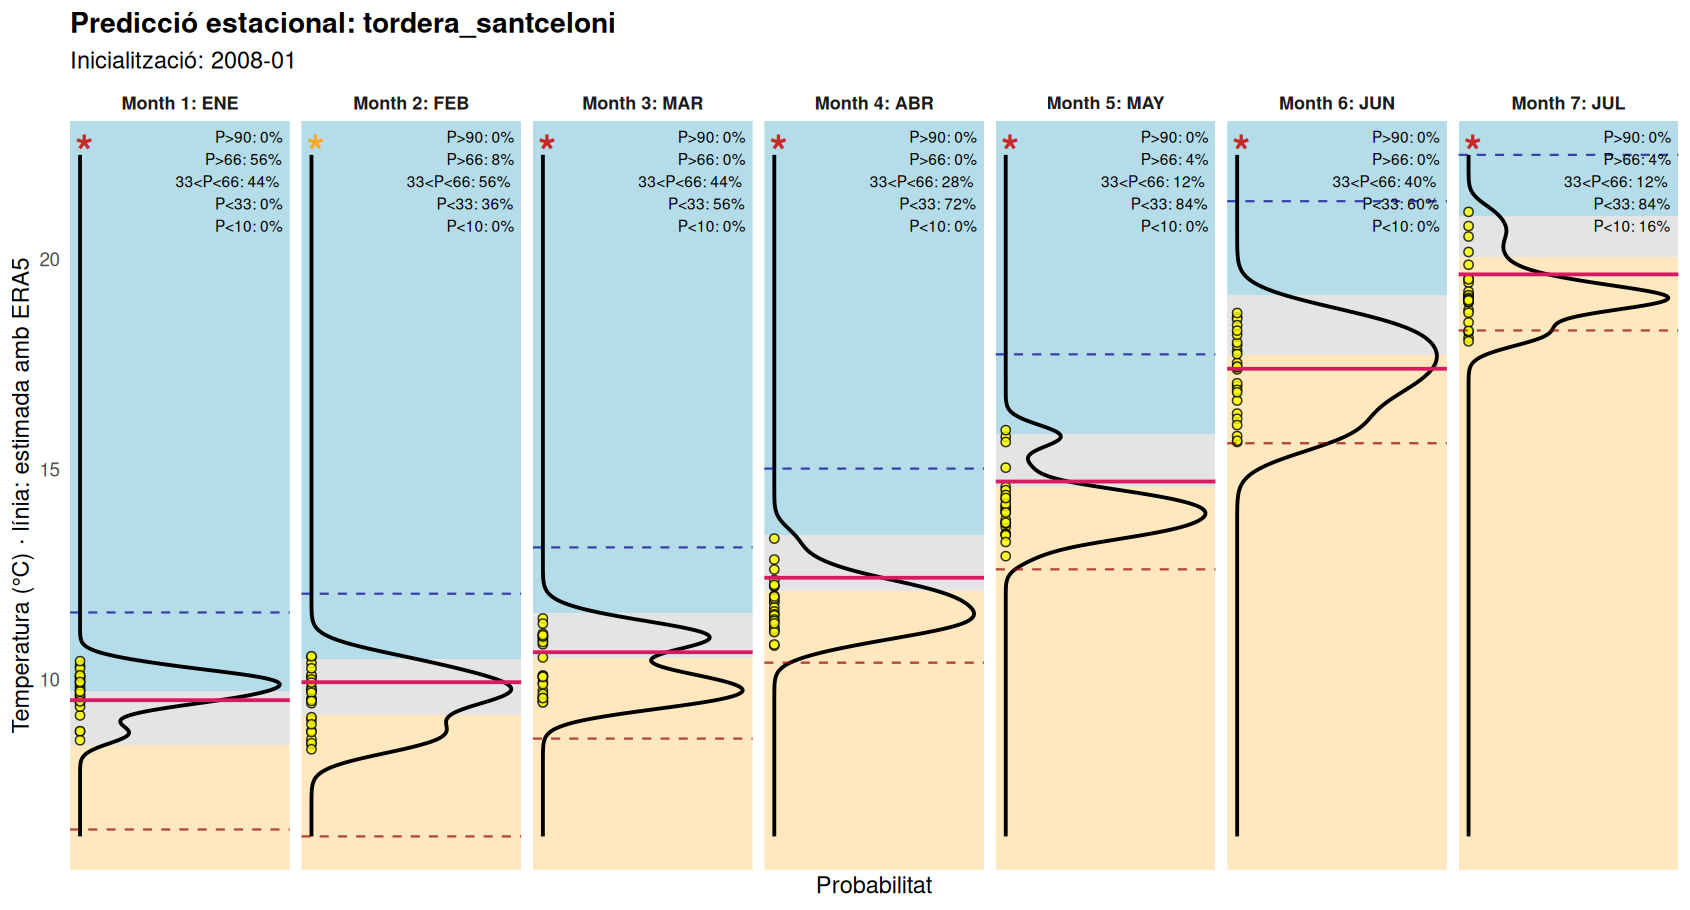 Predicció estacional: tordera_santceloni
Inicialització: 2008-01
Month 1: ENE
Month 2: FEB
Month 3: MAR
Month 4: ABR
Month 5: MAY
Month 6: JUN
Month 7: JUL
*
P>90: 0%
P>66: 56%
33<P<66: 44%
P<33: 0%
P<10: 0%
*
P>90: 0%
P>66: 8%
33<P<66: 56%
P<33: 36%
P<10: 0%
*
P>90: 0%
P>66: 0%
33<P<66: 44%
P<33: 56%
P<10: 0%
*
P>90: 0%
P>66: 0%
33<P<66: 28%
P<33: 72%
P<10: 0%
*
P>90: 0%
P>66: 4%
33<P<66: 12%
P<33: 84%
P<10: 0%
*
P>90: 0%
P>66: 0%
33<P<66: 40%
P<33: 60%
P<10: 0%
*
P>90: 0%
P>66: 4%
33<P<66: 12%
P<33: 84%
P<10: 16%
20
15
10
Temperatura (°C) · línia: estimada amb ERA5
Probabilitat